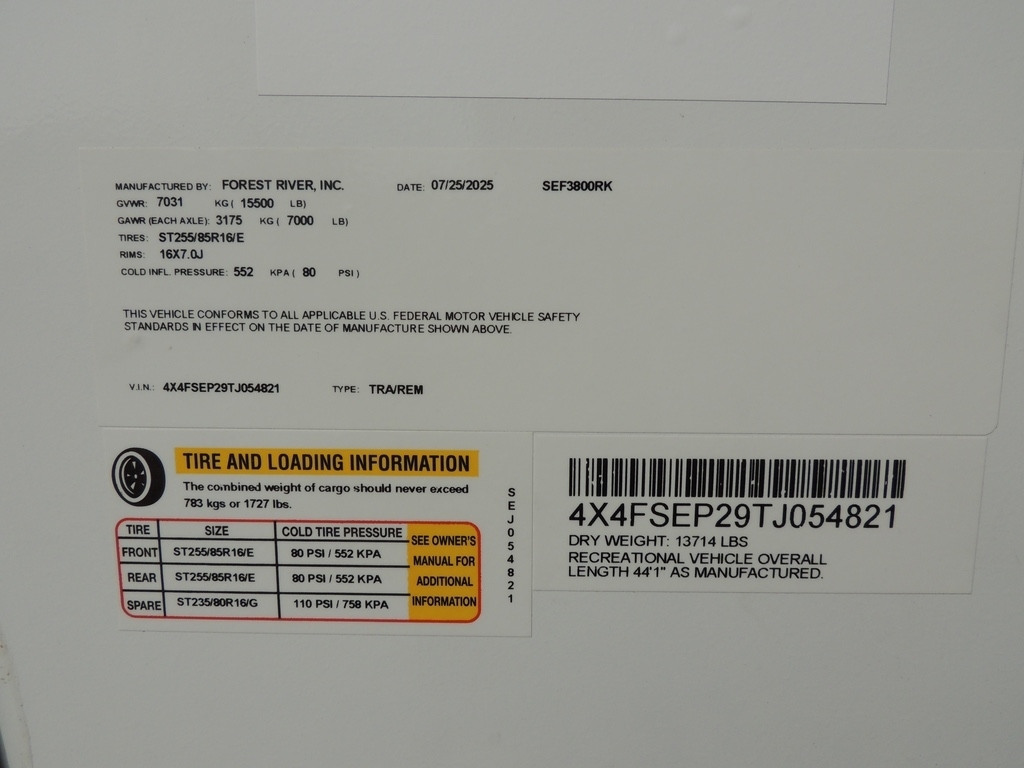 MANUFACTURED BY: FOREST RIVER, INC. DATE: 07/25/2025 SEF3800RK
GVWR: 7031 KG ( 15500 LB)
GAWR (EACH AXLE): 3175 KG ( 7000 LB)
TIRES: ST255/85R16/E
RIMS: 16X7.0J
COLD INFL. PRESSURE: 552 KPA ( 80 PSI )
THIS VEHICLE CONFORMS TO ALL APPLICABLE U.S. FEDERAL MOTOR VEHICLE SAFETY
STANDARDS IN EFFECT ON THE DATE OF MANUFACTURE SHOWN ABOVE.
V.I.N.: 4X4FSEP29TJ054821 TYPE: TRA/REM
TIRE AND LOADING INFORMATION
The combined weight of cargo should never exceed
783 kgs or 1727 lbs.
TIRE SIZE COLD TIRE PRESSURE
FRONT ST255/85R16/E 80 PSI / 552 KPA
REAR ST255/85R16/E 80 PSI / 552 KPA
SPARE ST235/80R16/G 110 PSI / 758 KPA
SEE OWNER'S
MANUAL FOR
ADDITIONAL
INFORMATION
SEJ054821
4X4FSEP29TJ054821
DRY WEIGHT: 13714 LBS
RECREATIONAL VEHICLE OVERALL
LENGTH 44'1" AS MANUFACTURED.